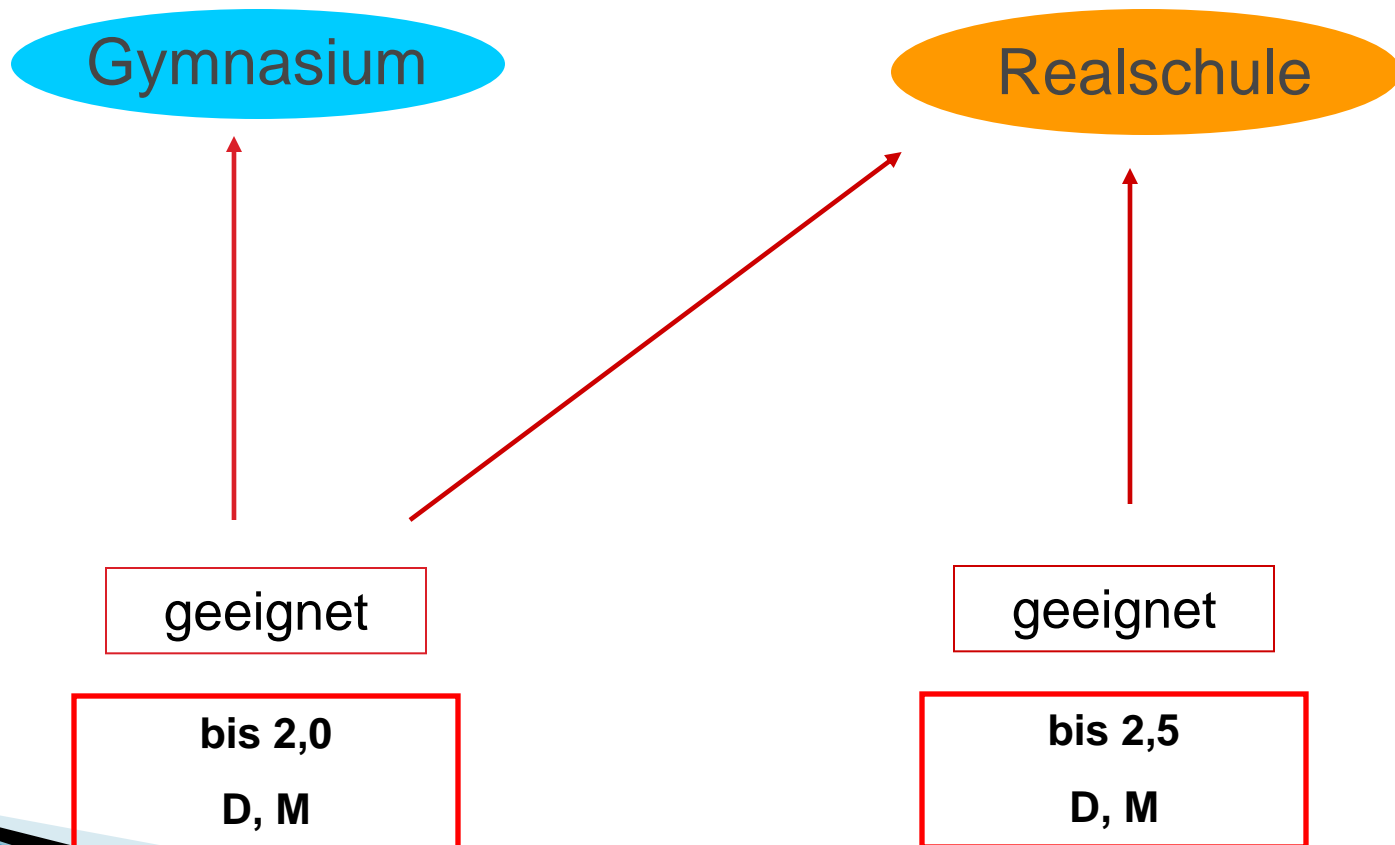 Gymnasium
Realschule
geeignet
geeignet
bis 2,0
D, M
bis 2,5
D, M